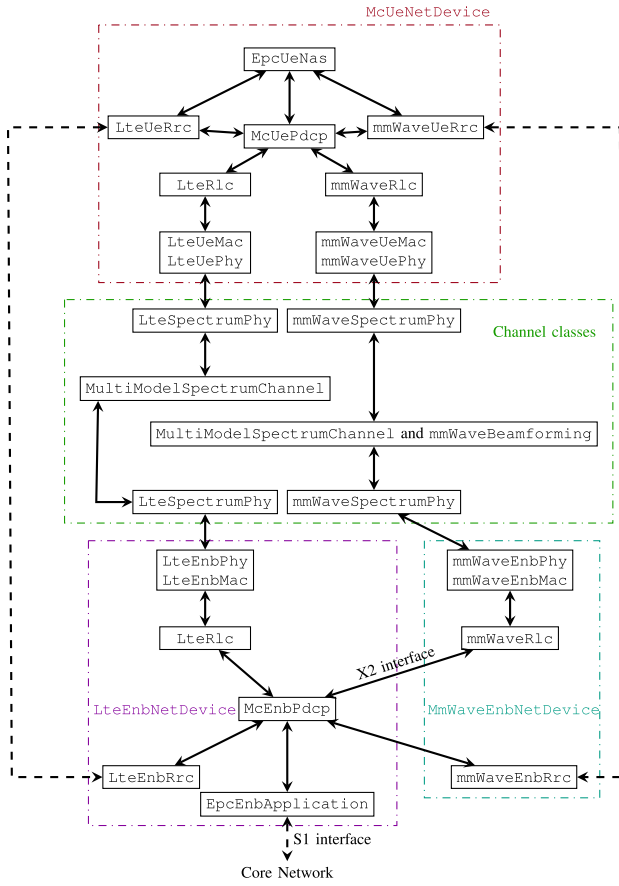 McUeNetDevice
EpcUeNas
LteUeRrc
McUePdcp
mmWaveUeRrc
LteRlc
mmWaveRlc
LteUeMac
LteUePhy
mmWaveUeMac
mmWaveUePhy
LteSpectrumPhy
mmWaveSpectrumPhy
Channel classes
MultiModelSpectrumChannel
MultiModelSpectrumChannel and mmWaveBeamforming
LteSpectrumPhy
mmWaveSpectrumPhy
LteEnbPhy
LteEnbMac
mmWaveEnbPhy
mmWaveEnbMac
LteRlc
mmWaveRlc
X2 interface
LteEnbNetDevice
McEnbPdcp
MmWaveEnbNetDevice
LteEnbRrc
mmWaveEnbRrc
EpcEnbApplication
S1 interface
Core Network